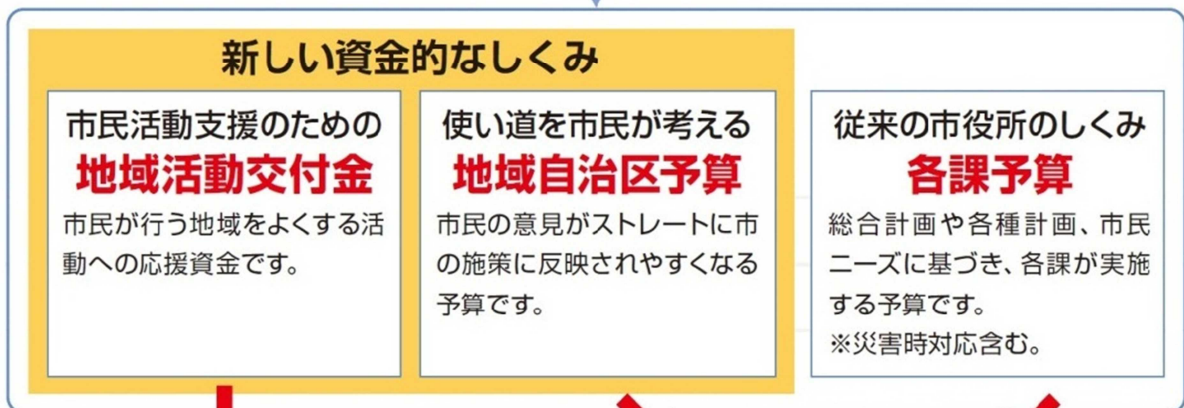 新しい資金的なしくみ
市民活動支援のための
地域活動交付金
市民が行う地域をよくする活
動への応援資金です。
使い道を市民が考える
地域自治区予算
市民の意見がストレートに市
の施策に反映されやすくなる
予算です。
従来の市役所のしくみ
各課予算
総合計画や各種計画、市民
ニーズに基づき、各課が実施
する予算です。
※災害時対応含む。